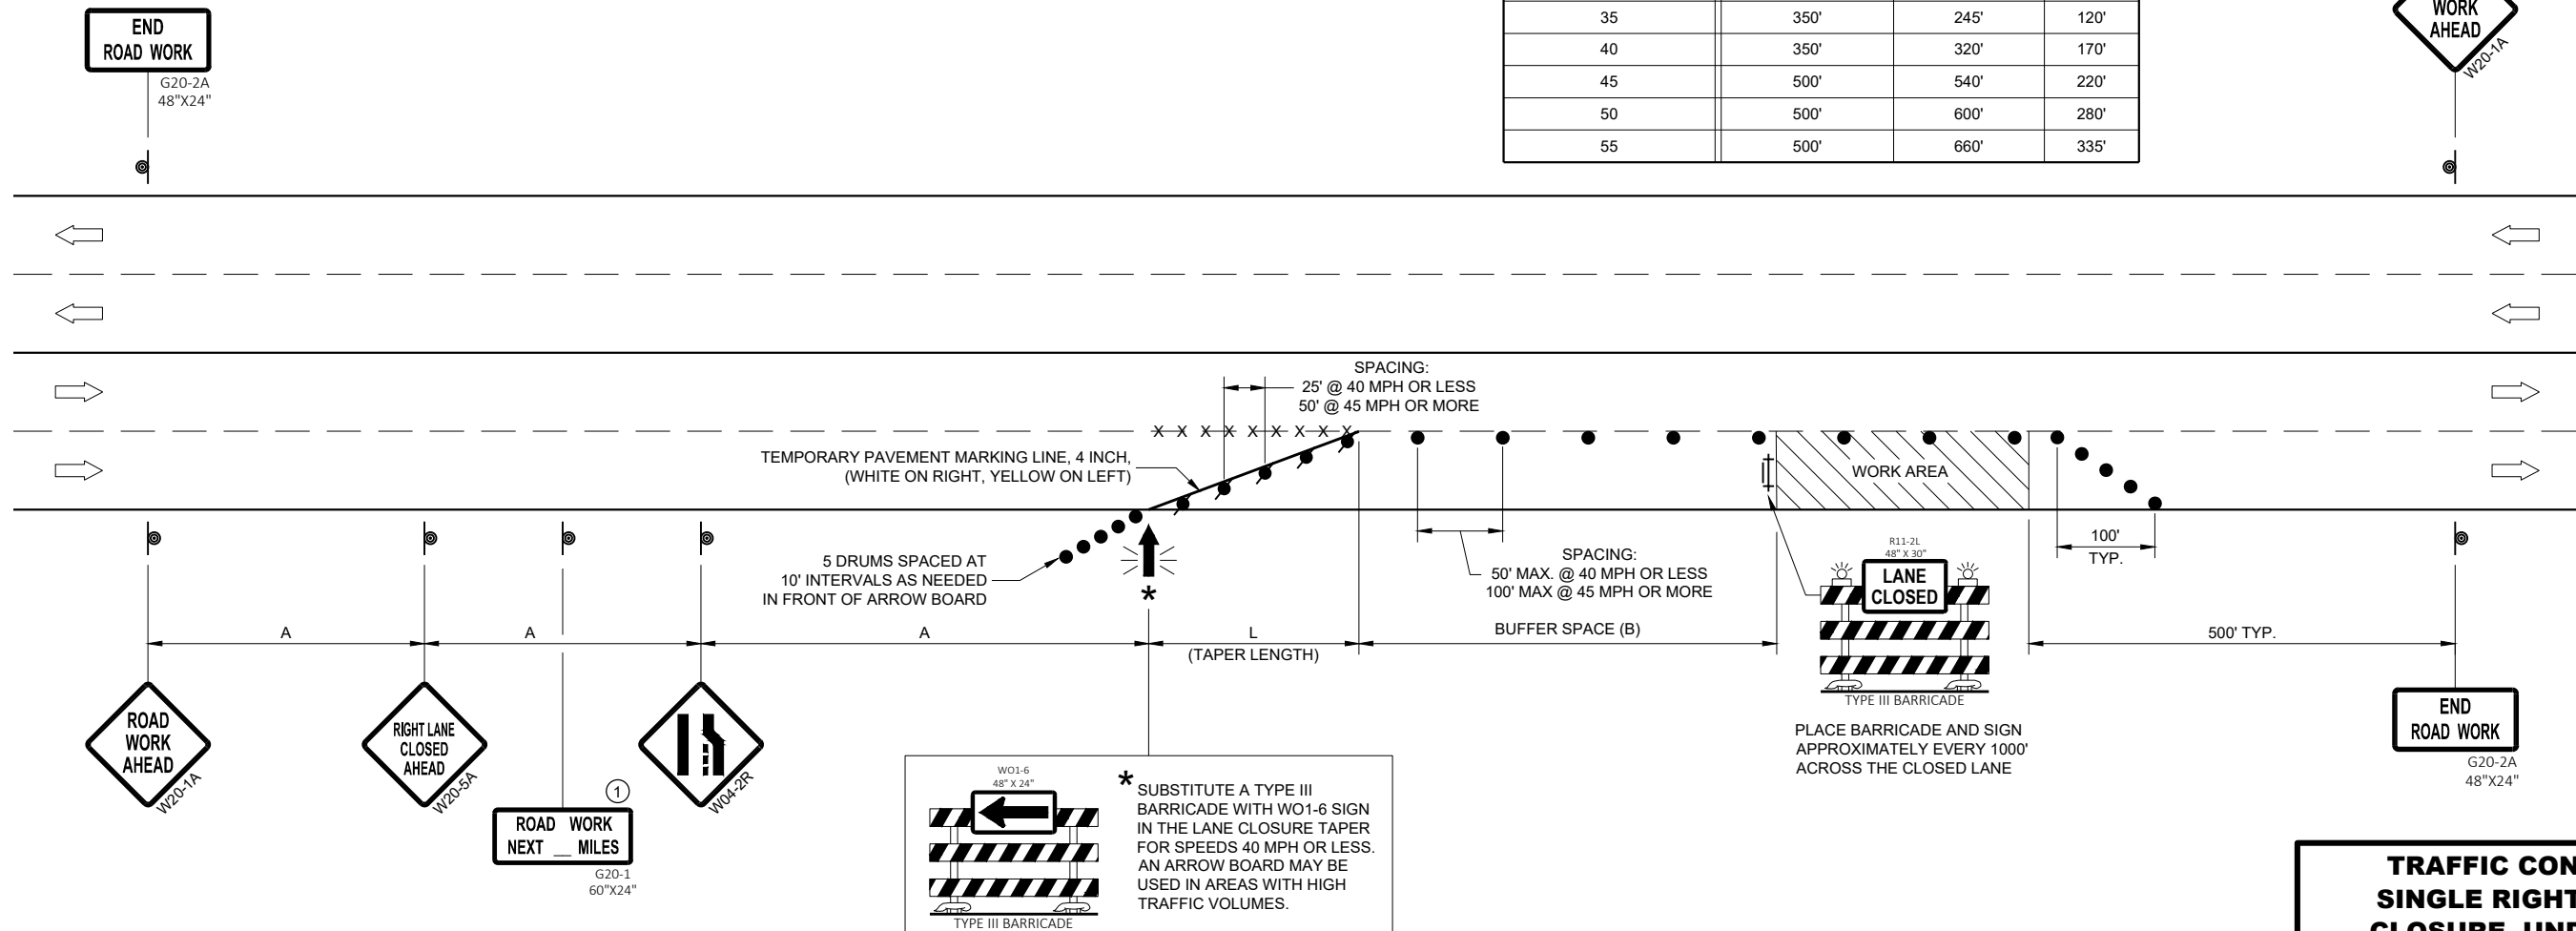 END
ROAD WORK
G20-2A
48"X24"
35 350' 245' 120'
40 350' 320' 170'
45 500' 540' 220'
50 500' 600' 280'
55 500' 660' 335'
WORK
AHEAD
W20-1A
SPACING:
25' @ 40 MPH OR LESS
50' @ 45 MPH OR MORE
X X X X X X X X X
TEMPORARY PAVEMENT MARKING LINE, 4 INCH,
(WHITE ON RIGHT, YELLOW ON LEFT)
WORK AREA
5 DRUMS SPACED AT
10' INTERVALS AS NEEDED
IN FRONT OF ARROW BOARD
*
SPACING:
50' MAX. @ 40 MPH OR LESS
100' MAX @ 45 MPH OR MORE
R11-2L
48" X 30"
LANE
CLOSED
TYPE III BARRICADE
100'
TYP.
A
A
A
L
(TAPER LENGTH)
BUFFER SPACE (B)
500' TYP.
PLACE BARRICADE AND SIGN
APPROXIMATELY EVERY 1000'
ACROSS THE CLOSED LANE
ROAD
WORK
AHEAD
W20-1A
RIGHT LANE
CLOSED
AHEAD
W20-5A
1
ROAD WORK
NEXT __ MILES
G20-1
60"X24"
W04-2R
WO1-6
48" X 24"
TYPE III BARRICADE
* SUBSTITUTE A TYPE III
BARRICADE WITH WO1-6 SIGN
IN THE LANE CLOSURE TAPER
FOR SPEEDS 40 MPH OR LESS.
AN ARROW BOARD MAY BE
USED IN AREAS WITH HIGH
TRAFFIC VOLUMES.
END
ROAD WORK
G20-2A
48"X24"
TRAFFIC CON
SINGLE RIGHT
CLOSURE, UND